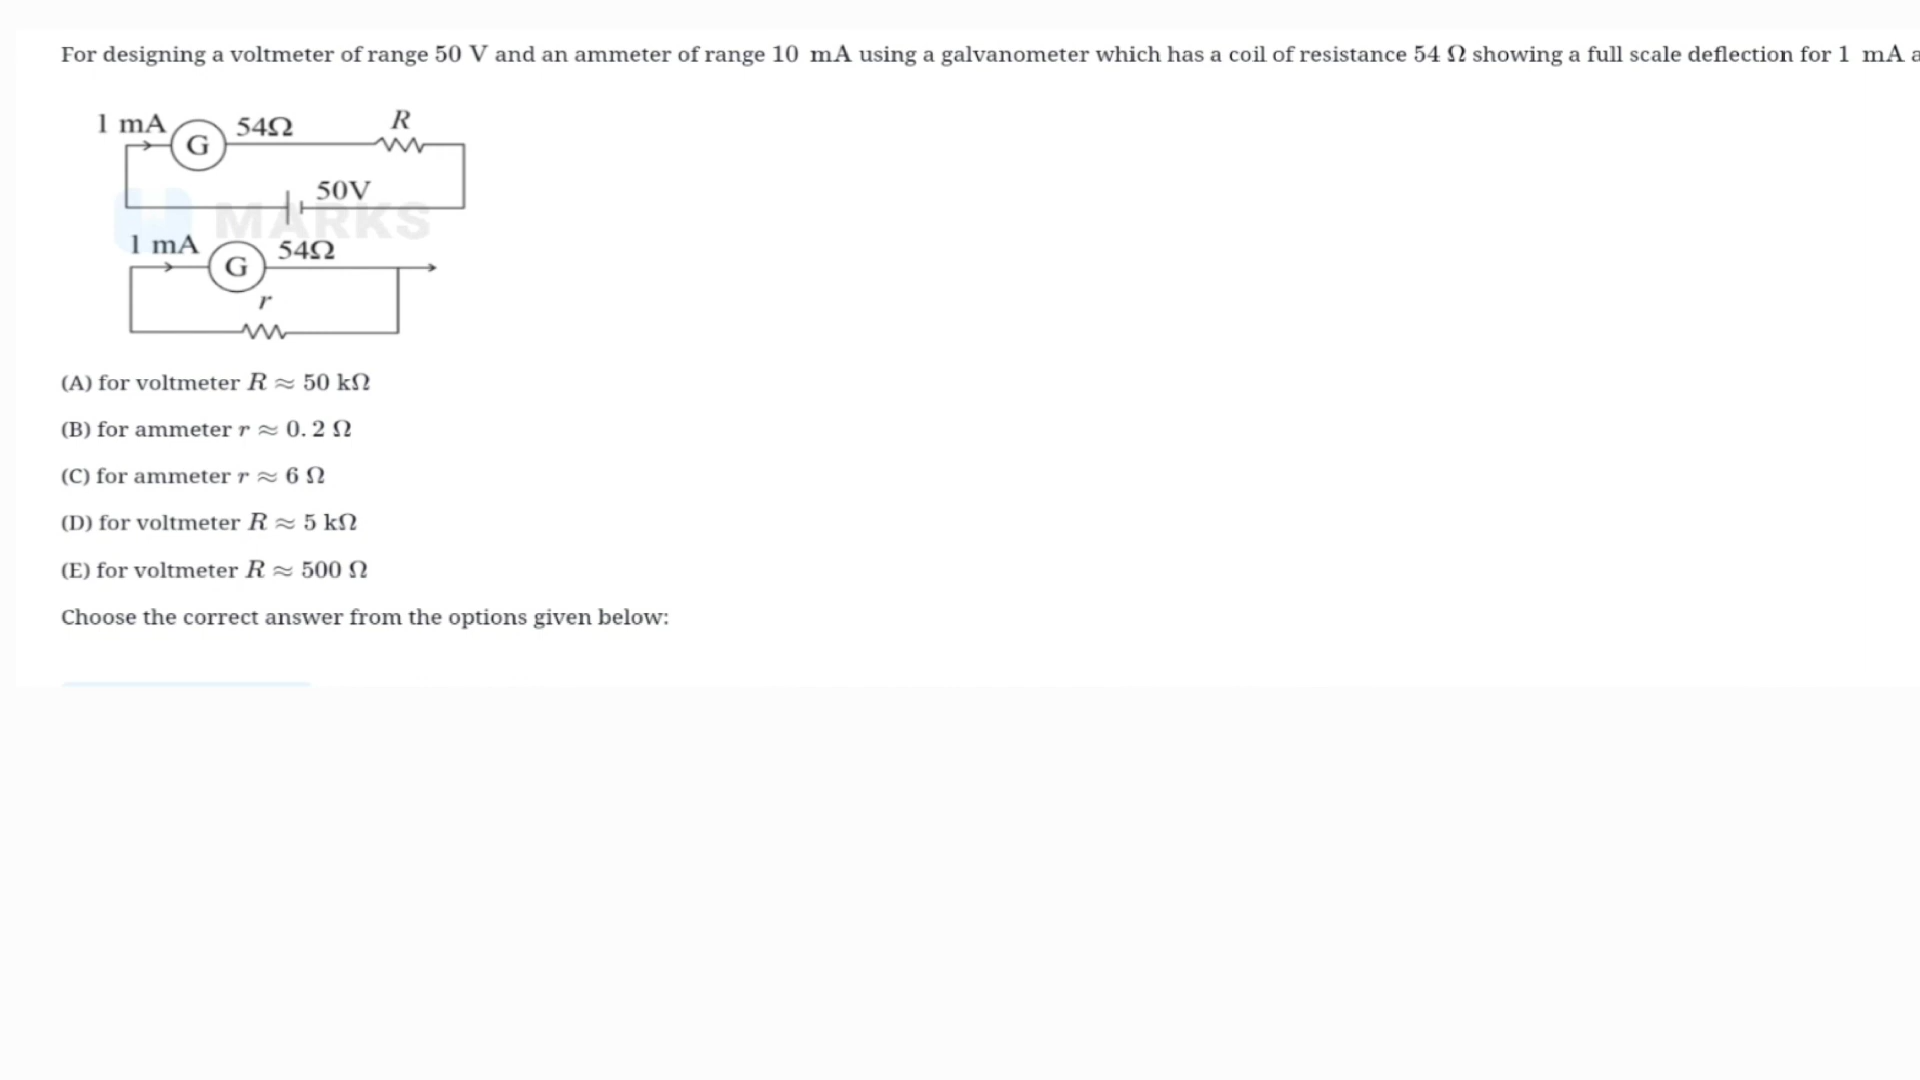 For designing a voltmeter of range 50 V and an ammeter of range 10 mA using a galvanometer which has a coil of resistance 54 Ω showing a full scale deflection for 1 mA a
1 mA G 54Ω R
50V
MARKS
1 mA G 54Ω
r
(A) for voltmeter R ≈ 50 kΩ
(B) for ammeter r ≈ 0. 2 Ω
(C) for ammeter r ≈ 6 Ω
(D) for voltmeter R ≈ 5 kΩ
(E) for voltmeter R ≈ 500 Ω
Choose the correct answer from the options given below: